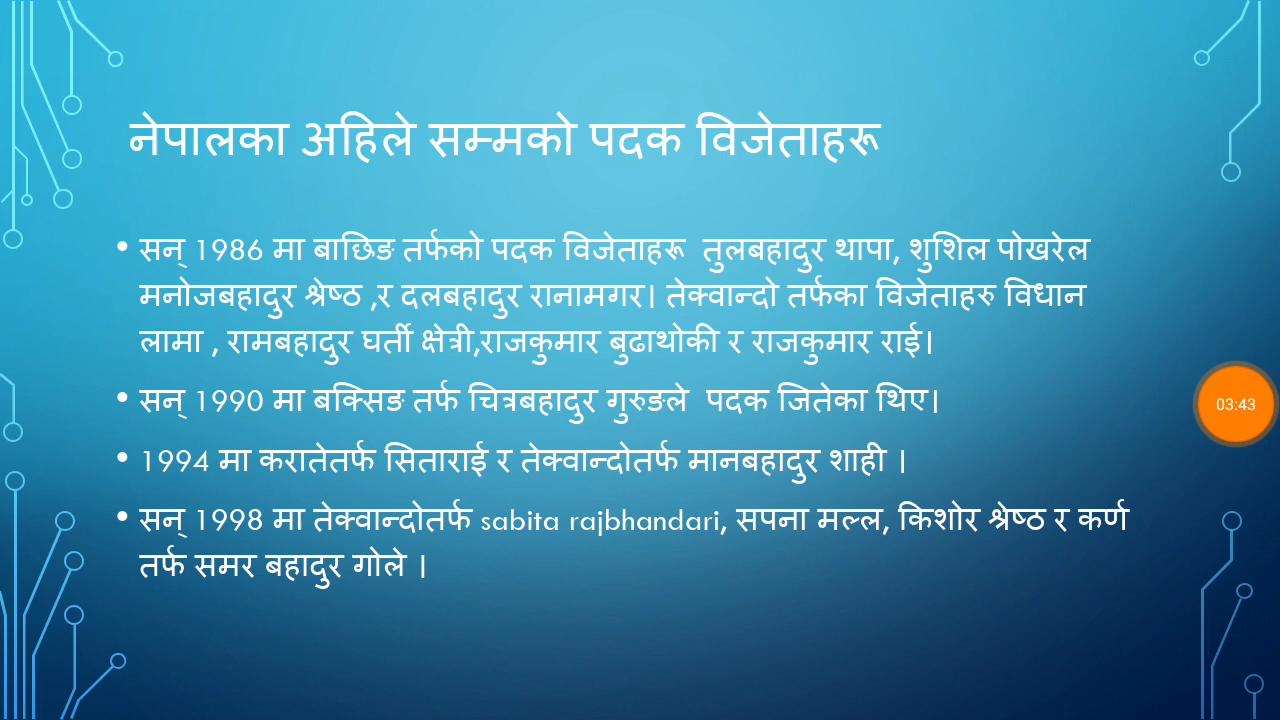 नेपालका अहिले सम्मको पदक विजेताहरू
• सन् 1986 मा बाछिङ तर्फको पदक विजेताहरू तुलबहादुर थापा, शुशिल पोखरेल
मनोजबहादुर श्रेष्ठ ,र दलबहादुर रानामगर। तेक्वान्दो तर्फका विजेताहरु विधान
लामा , रामबहादुर घर्ती क्षेत्री,राजकुमार बुढाथोकी र राजकुमार राई।
• सन् 1990 मा बक्सिङ तर्फ चित्रबहादुर गुरुङले पदक जितेका थिए।
03:43
• 1994 मा करातेतर्फ सिताराई र तेक्वान्दोतर्फ मानबहादुर शाही ।
• सन् 1998 मा तेक्वान्दोतर्फ sabita rajbhandari, सपना मल्ल, किशोर श्रेष्ठ र कर्ण
तर्फ समर बहादुर गोले ।